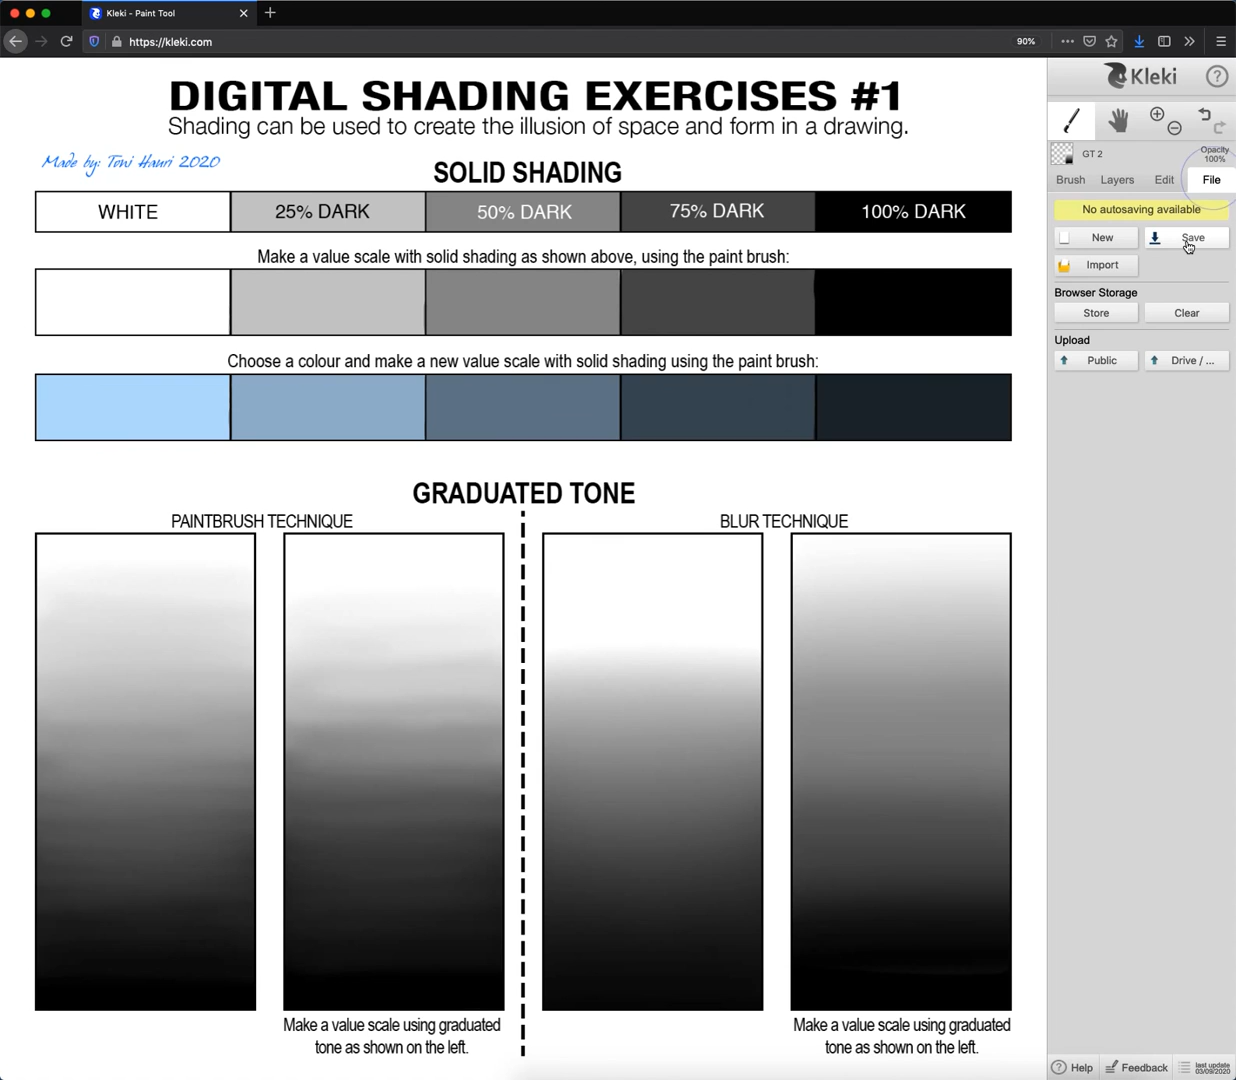 Kleki - Paint Tool
https://kleki.com
90%
DIGITAL SHADING EXERCISES #1
Shading can be used to create the illusion of space and form in a drawing.
Made by: Toni Hauri 2020
SOLID SHADING
WHITE
25% DARK
50% DARK
75% DARK
100% DARK
Make a value scale with solid shading as shown above, using the paint brush:
Choose a colour and make a new value scale with solid shading using the paint brush:
GRADUATED TONE
PAINTBRUSH TECHNIQUE
BLUR TECHNIQUE
Make a value scale using graduated
tone as shown on the left.
Make a value scale using graduated
tone as shown on the left.
Kleki
?
GT 2
Opacity
100%
Brush
Layers
Edit
File
No autosaving available
New
Save
Import
Browser Storage
Store
Clear
Upload
Public
Drive / ...
? Help
Feedback
last update
03/09/2020